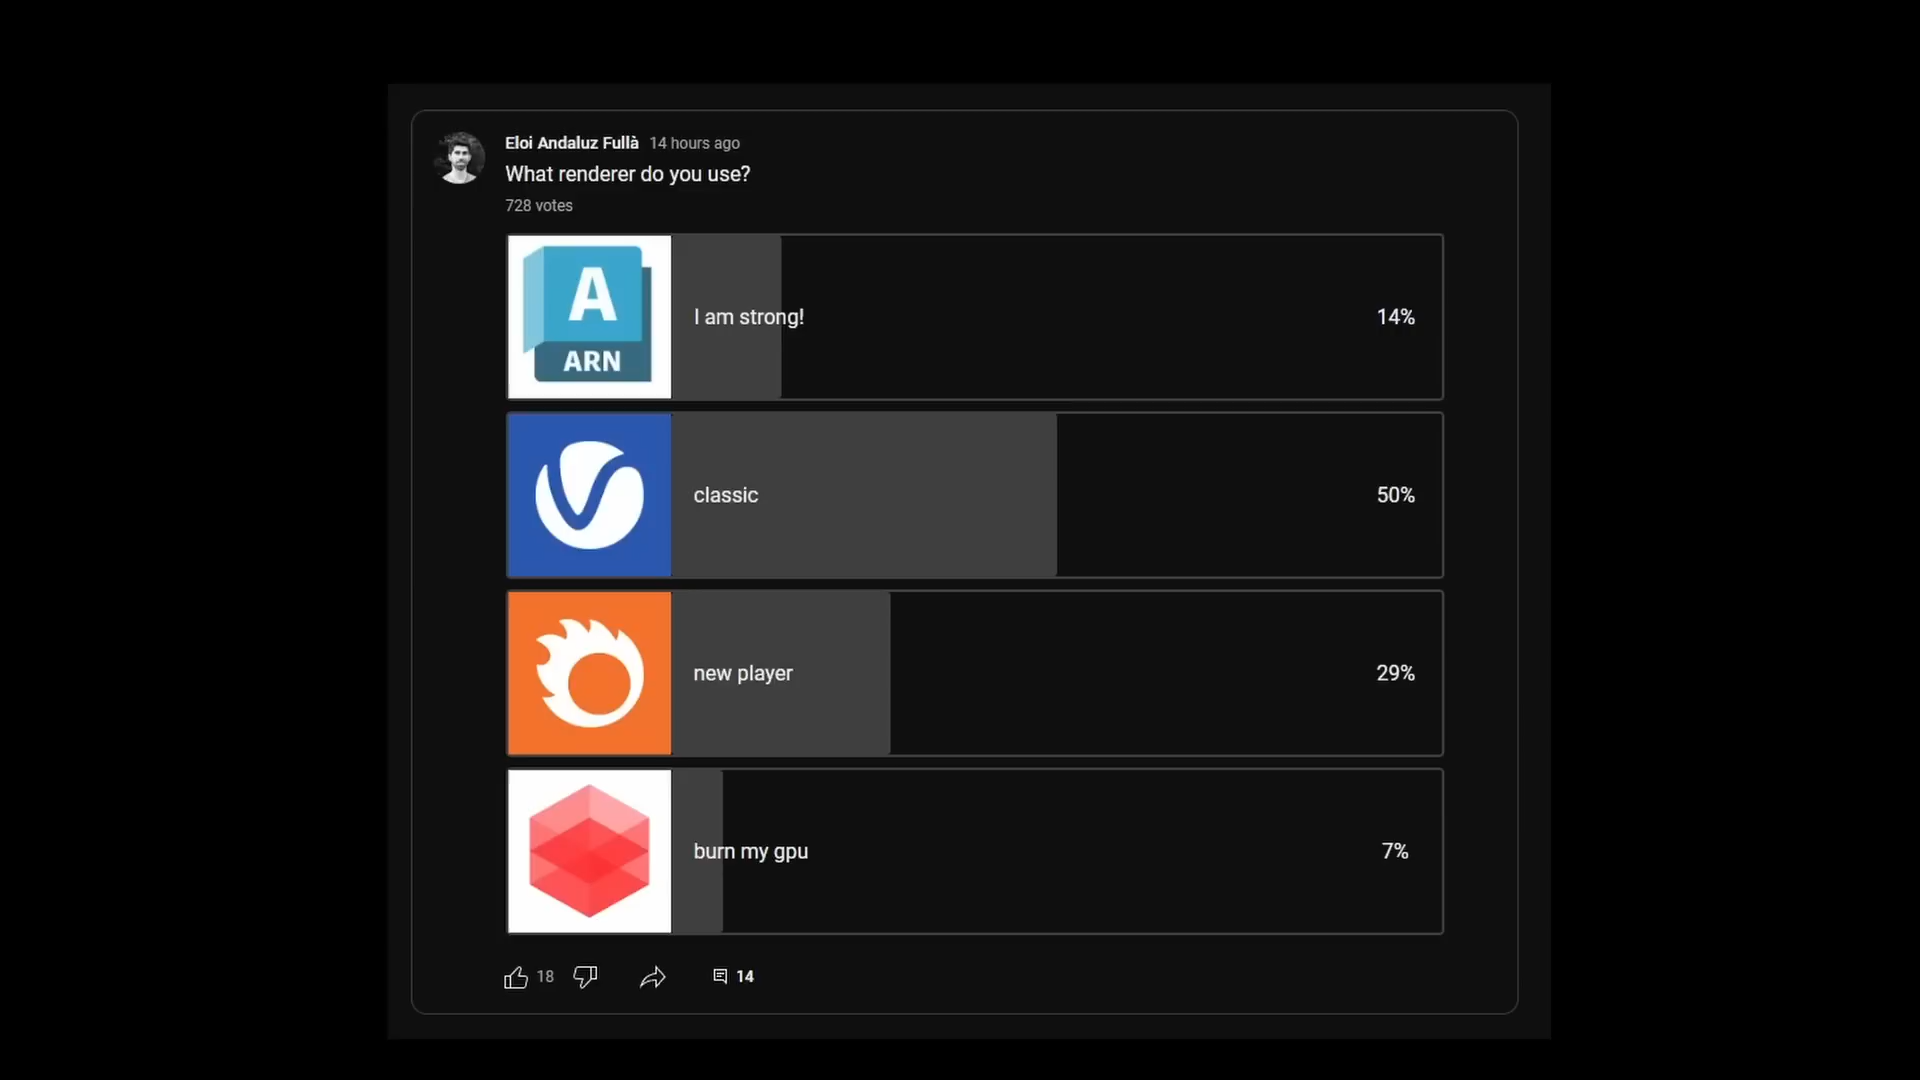 Eloi Andaluz Fullà 14 hours ago
What renderer do you use?
728 votes
A
ARN
I am strong! 14%
classic 50%
new player 29%
burn my gpu 7%
18 14